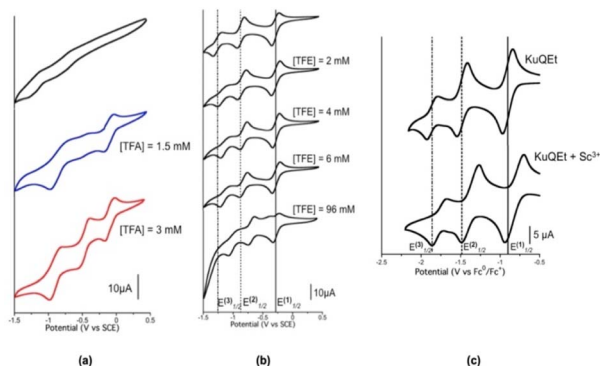 [TFA] = 1.5 mM
[TFA] = 3 mM
10µA
-1.5 -1 -0.5 0 0.5
Potential (V vs SCE)
(a)
[TFE] = 2 mM
[TFE] = 4 mM
[TFE] = 6 mM
[TFE] = 96 mM
E(3)1/2 E(2)1/2 E(1)1/2
10µA
-1.5 -1 -0.5 0 0.5
Potential (V vs SCE)
(b)
KuQEt
KuQEt + Sc3+
E(3)1/2 E(2)1/2 E(1)1/2
5 µA
-2.5 -2 -1.5 -1 -0.5
Potential (V vs Fc0/Fc+)
(c)